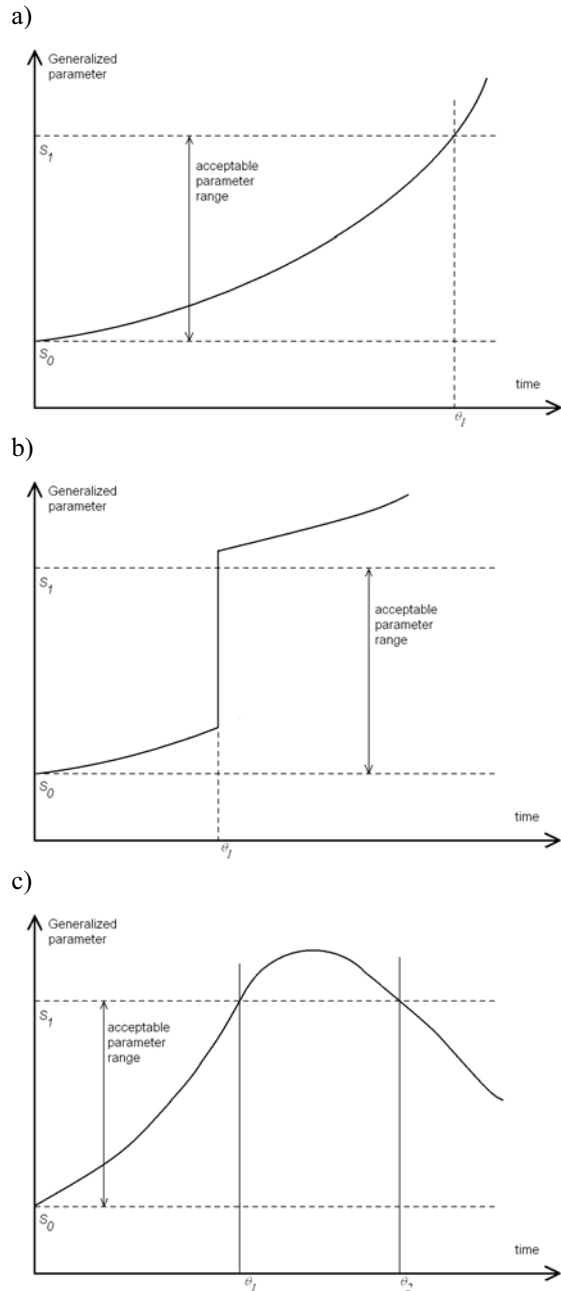 a)
Generalized
parameter
S1
acceptable
parameter
range
S0
time
θ1
b)
Generalized
parameter
S1
acceptable
parameter
range
S0
time
θ1
c)
Generalized
parameter
S1
acceptable
parameter
range
S0
time
θ1
θ2